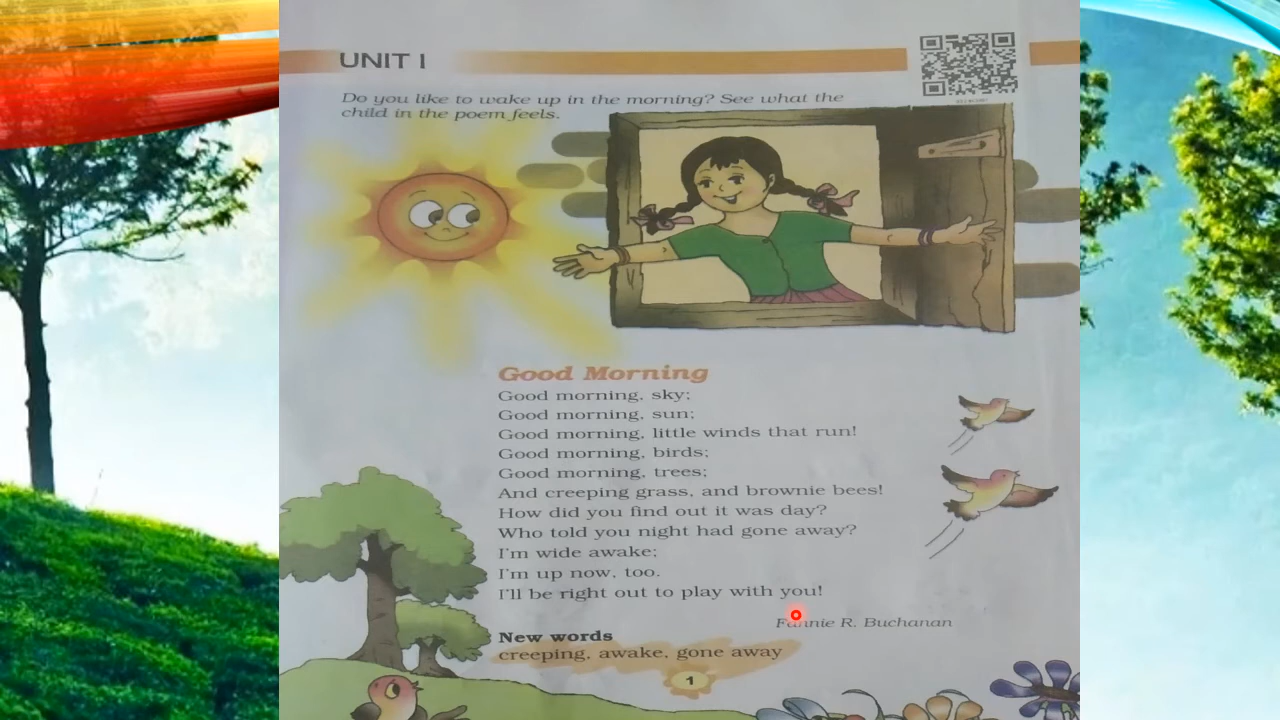 UNIT I
Do you like to wake up in the morning? See what the
child in the poem feels.
Good Morning
Good morning, sky;
Good morning, sun;
Good morning, little winds that run!
Good morning, birds;
Good morning, trees;
And creeping grass, and brownie bees!
How did you find out it was day?
Who told you night had gone away?
I'm wide awake;
I'm up now, too.
I'll be right out to play with you!
Fannie R. Buchanan
New words
creeping, awake, gone away
1